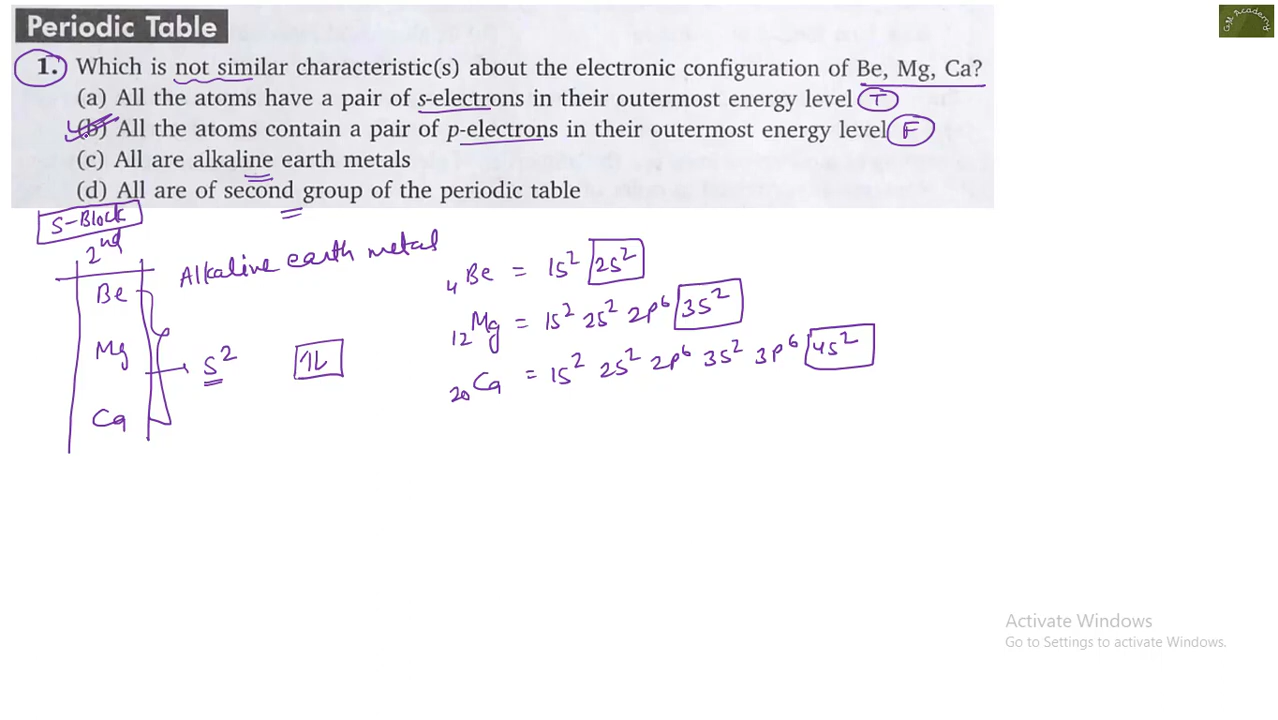 Periodic Table
GM Academy
1. Which is not similar characteristic(s) about the electronic configuration of Be, Mg, Ca?
(a) All the atoms have a pair of s-electrons in their outermost energy level T
(b) All the atoms contain a pair of p-electrons in their outermost energy level F
(c) All are alkaline earth metals
(d) All are of second group of the periodic table
S-Block
2nd
Alkaline earth metal
Be
Mg
Ca
S²
1L
₄Be = 1S² 2S²
₁₂Mg = 1S² 2S² 2P⁶ 3S²
₂₀Ca = 1S² 2S² 2P⁶ 3S² 3P⁶ 4S²
Activate Windows
Go to Settings to activate Windows.